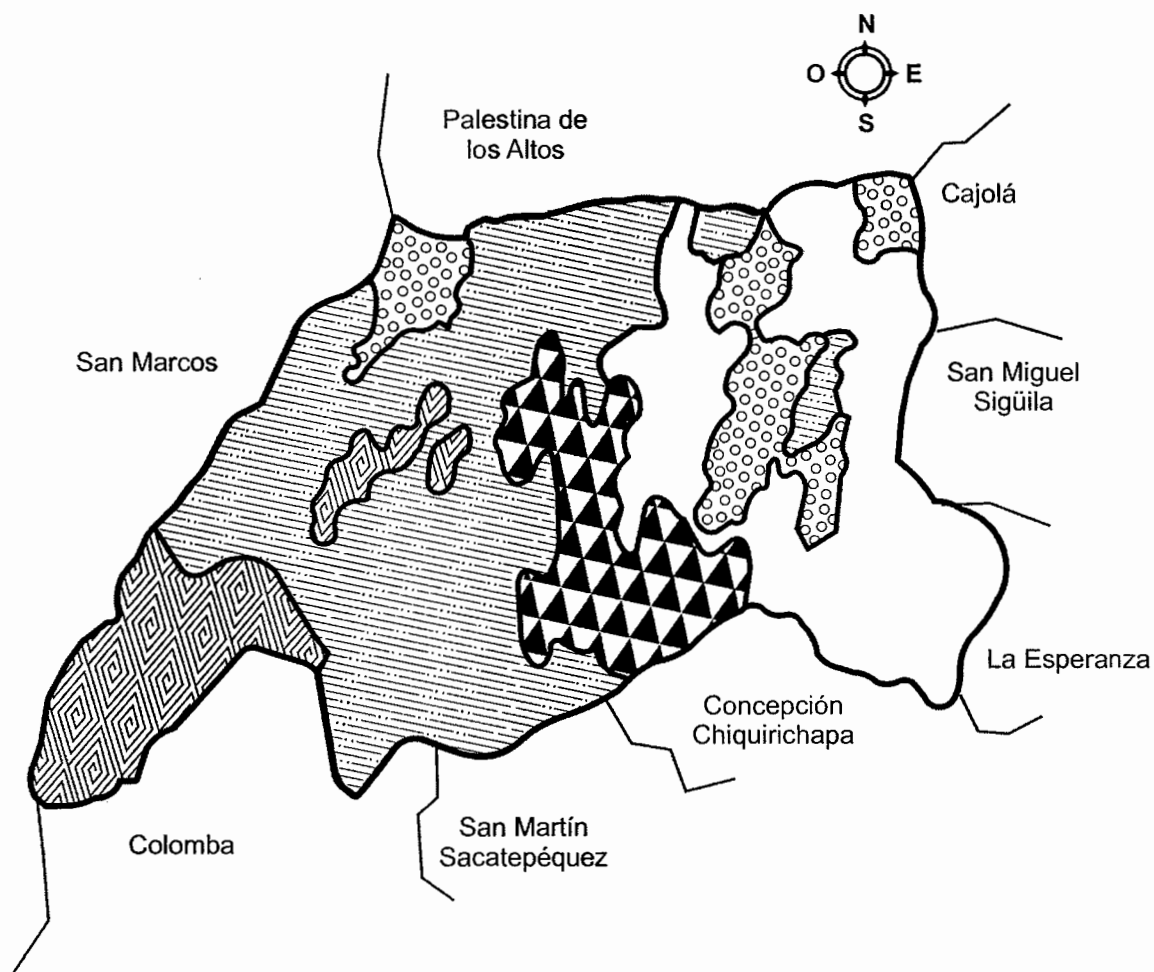 N
O
E
S
Palestina de
los Altos
Cajolá
San Marcos
San Miguel
Sigüila
La Esperanza
Concepción
Chiquirichapa
San Martín
Sacatepéquez
Colomba